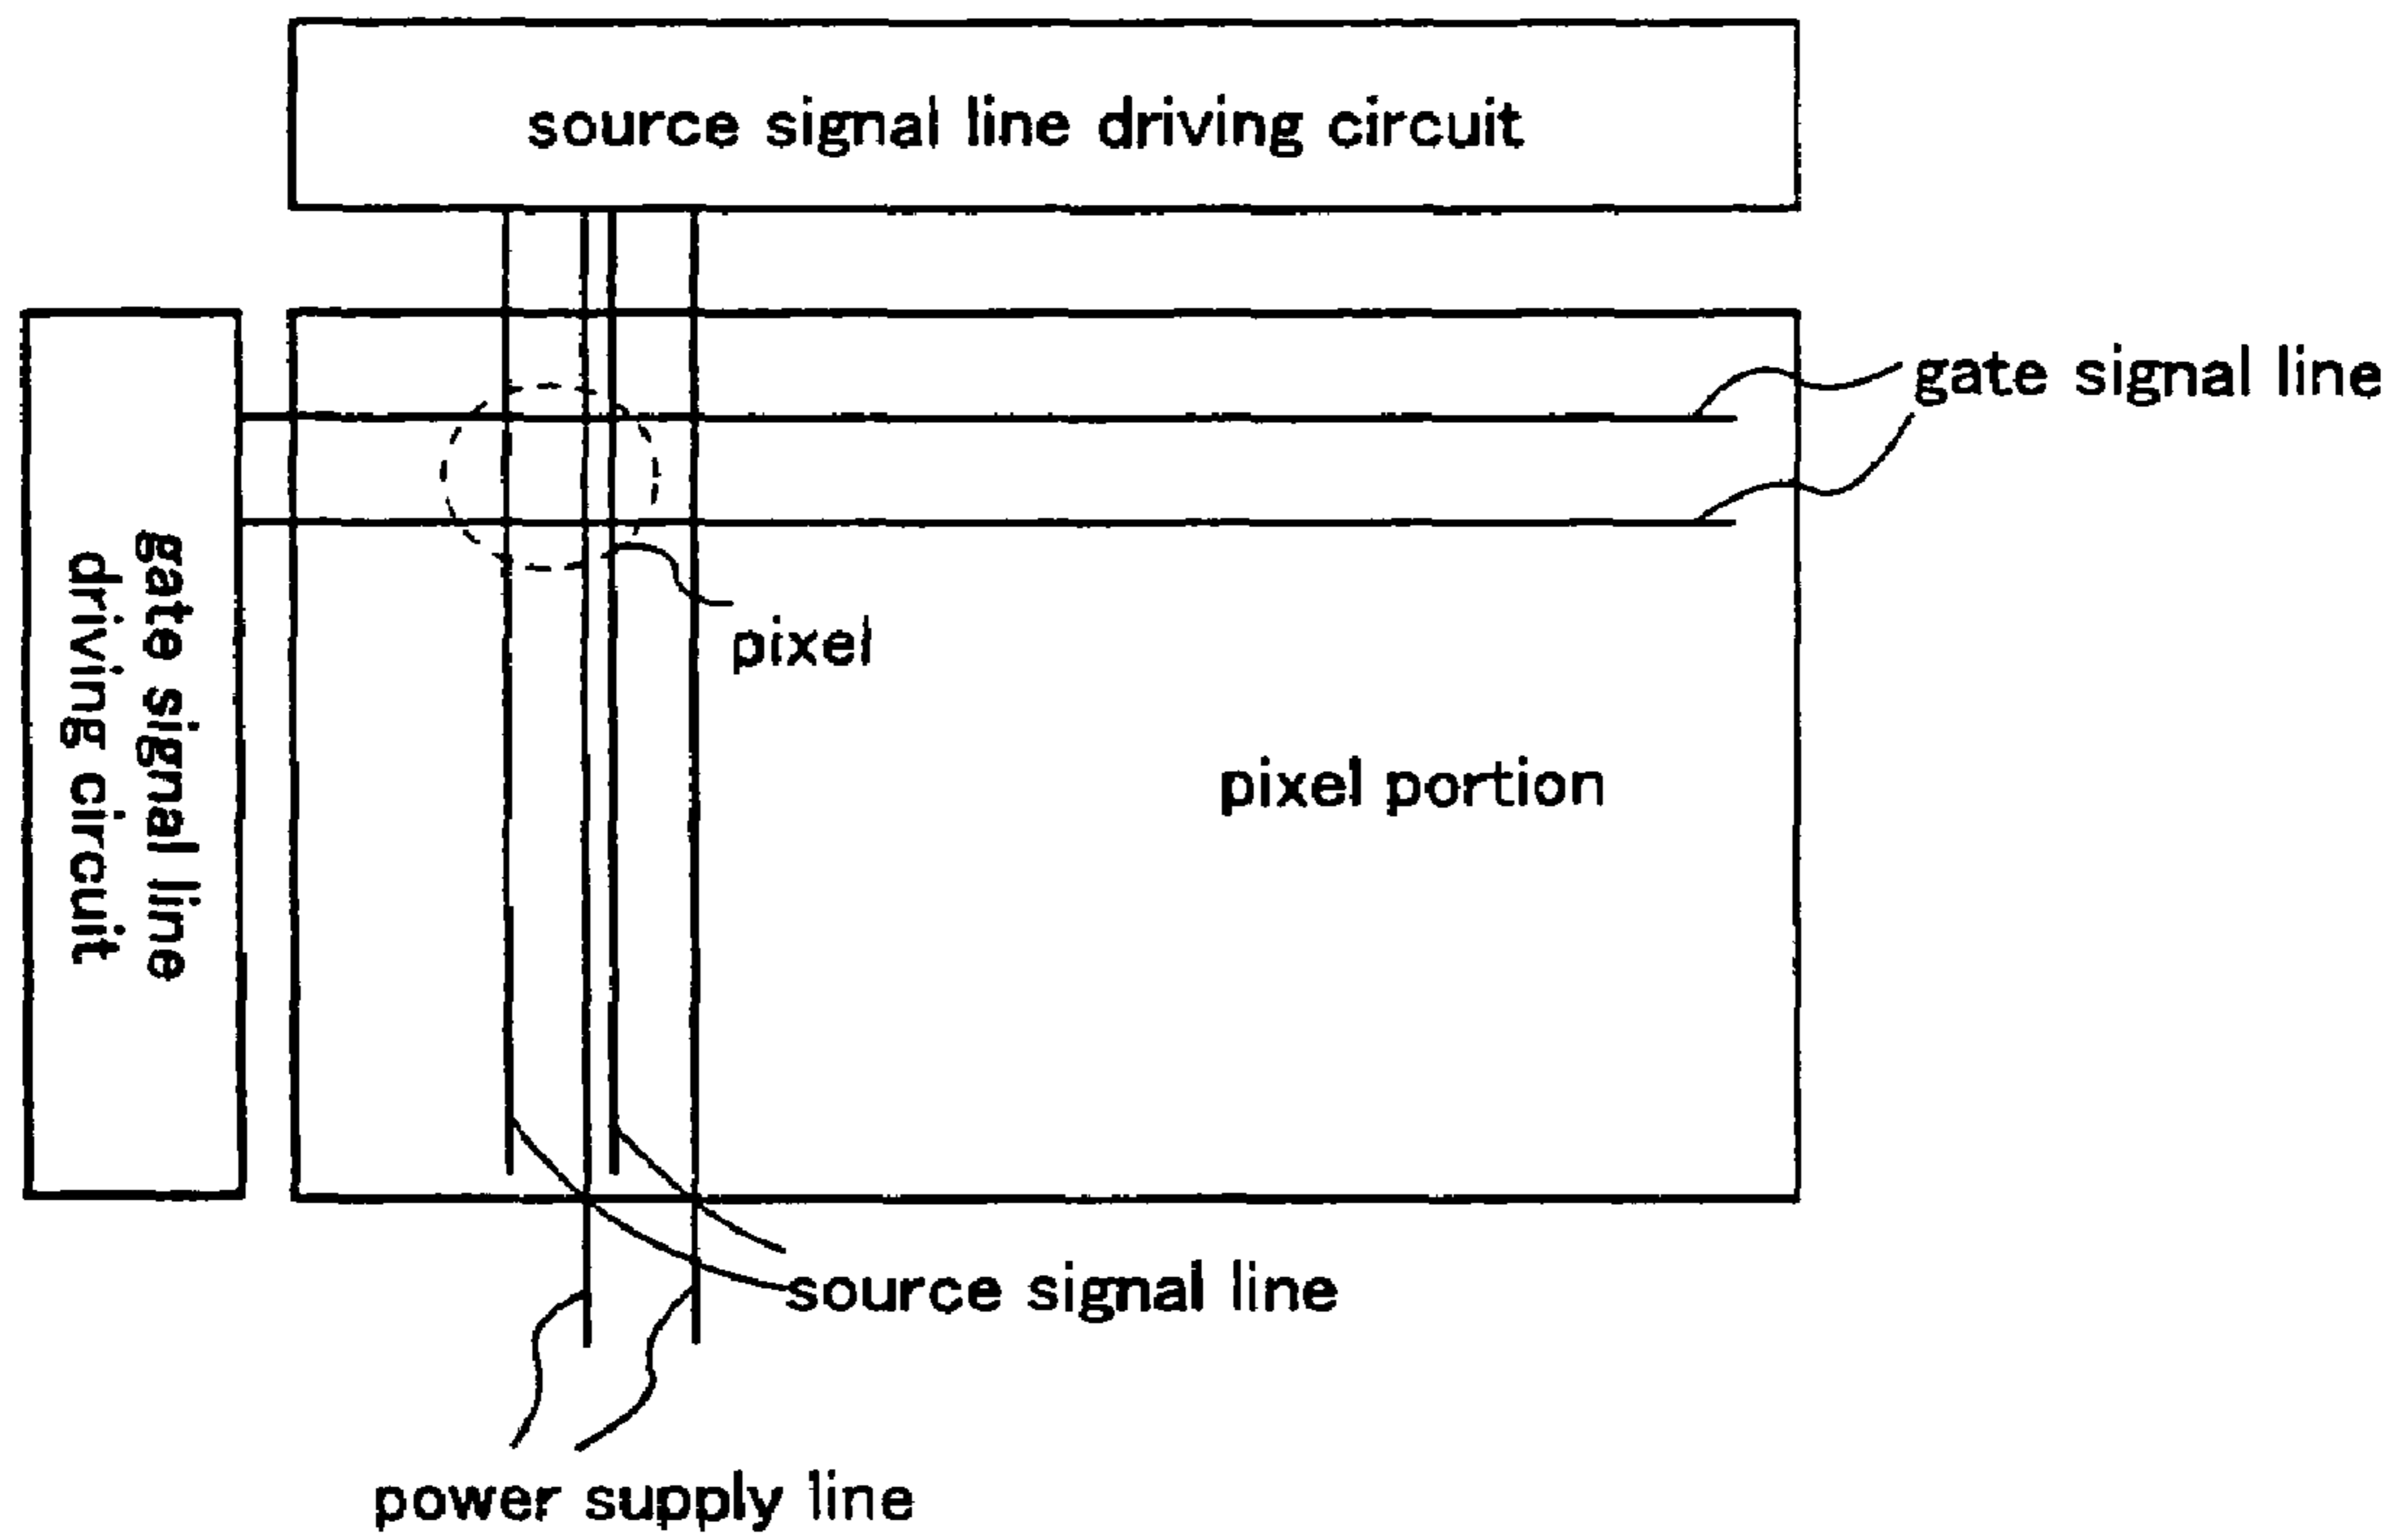 source signal line driving circuit
gate signal line
gate signal line
driving circuit
pixel
pixel portion
source signal line
power supply line